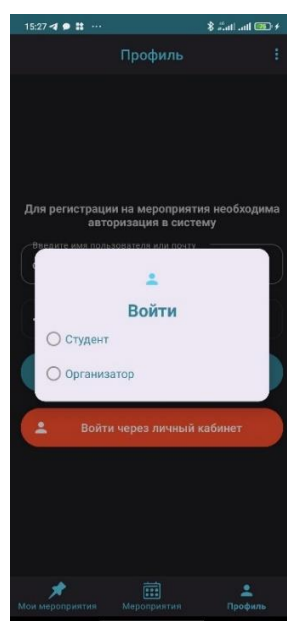 15:27
Профиль
Для регистрации на мероприятия необходима
авторизация в систему
Введите имя пользователя или почту
Войти
Студент
Организатор
Войти через личный кабинет
Мои мероприятия Мероприятия Профиль